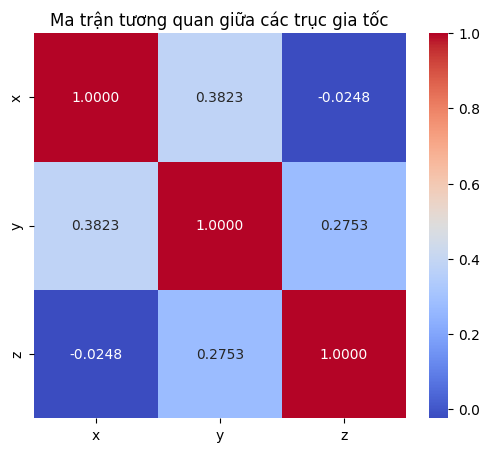 Ma trận tương quan giữa các trục gia tốc
x
1.0000
0.3823
-0.0248
y
0.3823
1.0000
0.2753
z
-0.0248
0.2753
1.0000
x
y
z
1.0
0.8
0.6
0.4
0.2
0.0